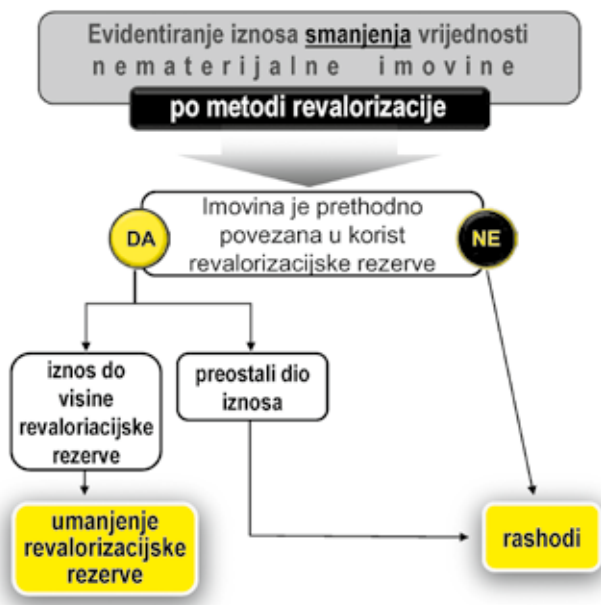 Evidentiranje iznosa smanjenja vrijednosti
nematerijalne imovine
po metodi revalorizacije
Imovina je prethodno
povezana u korist
revalorizacijske rezerve
DA
NE
iznos do
visine
revaloriacijske
rezerve
preostali dio
iznosa
umanjenje
revalorizacijske
rezerve
rashodi